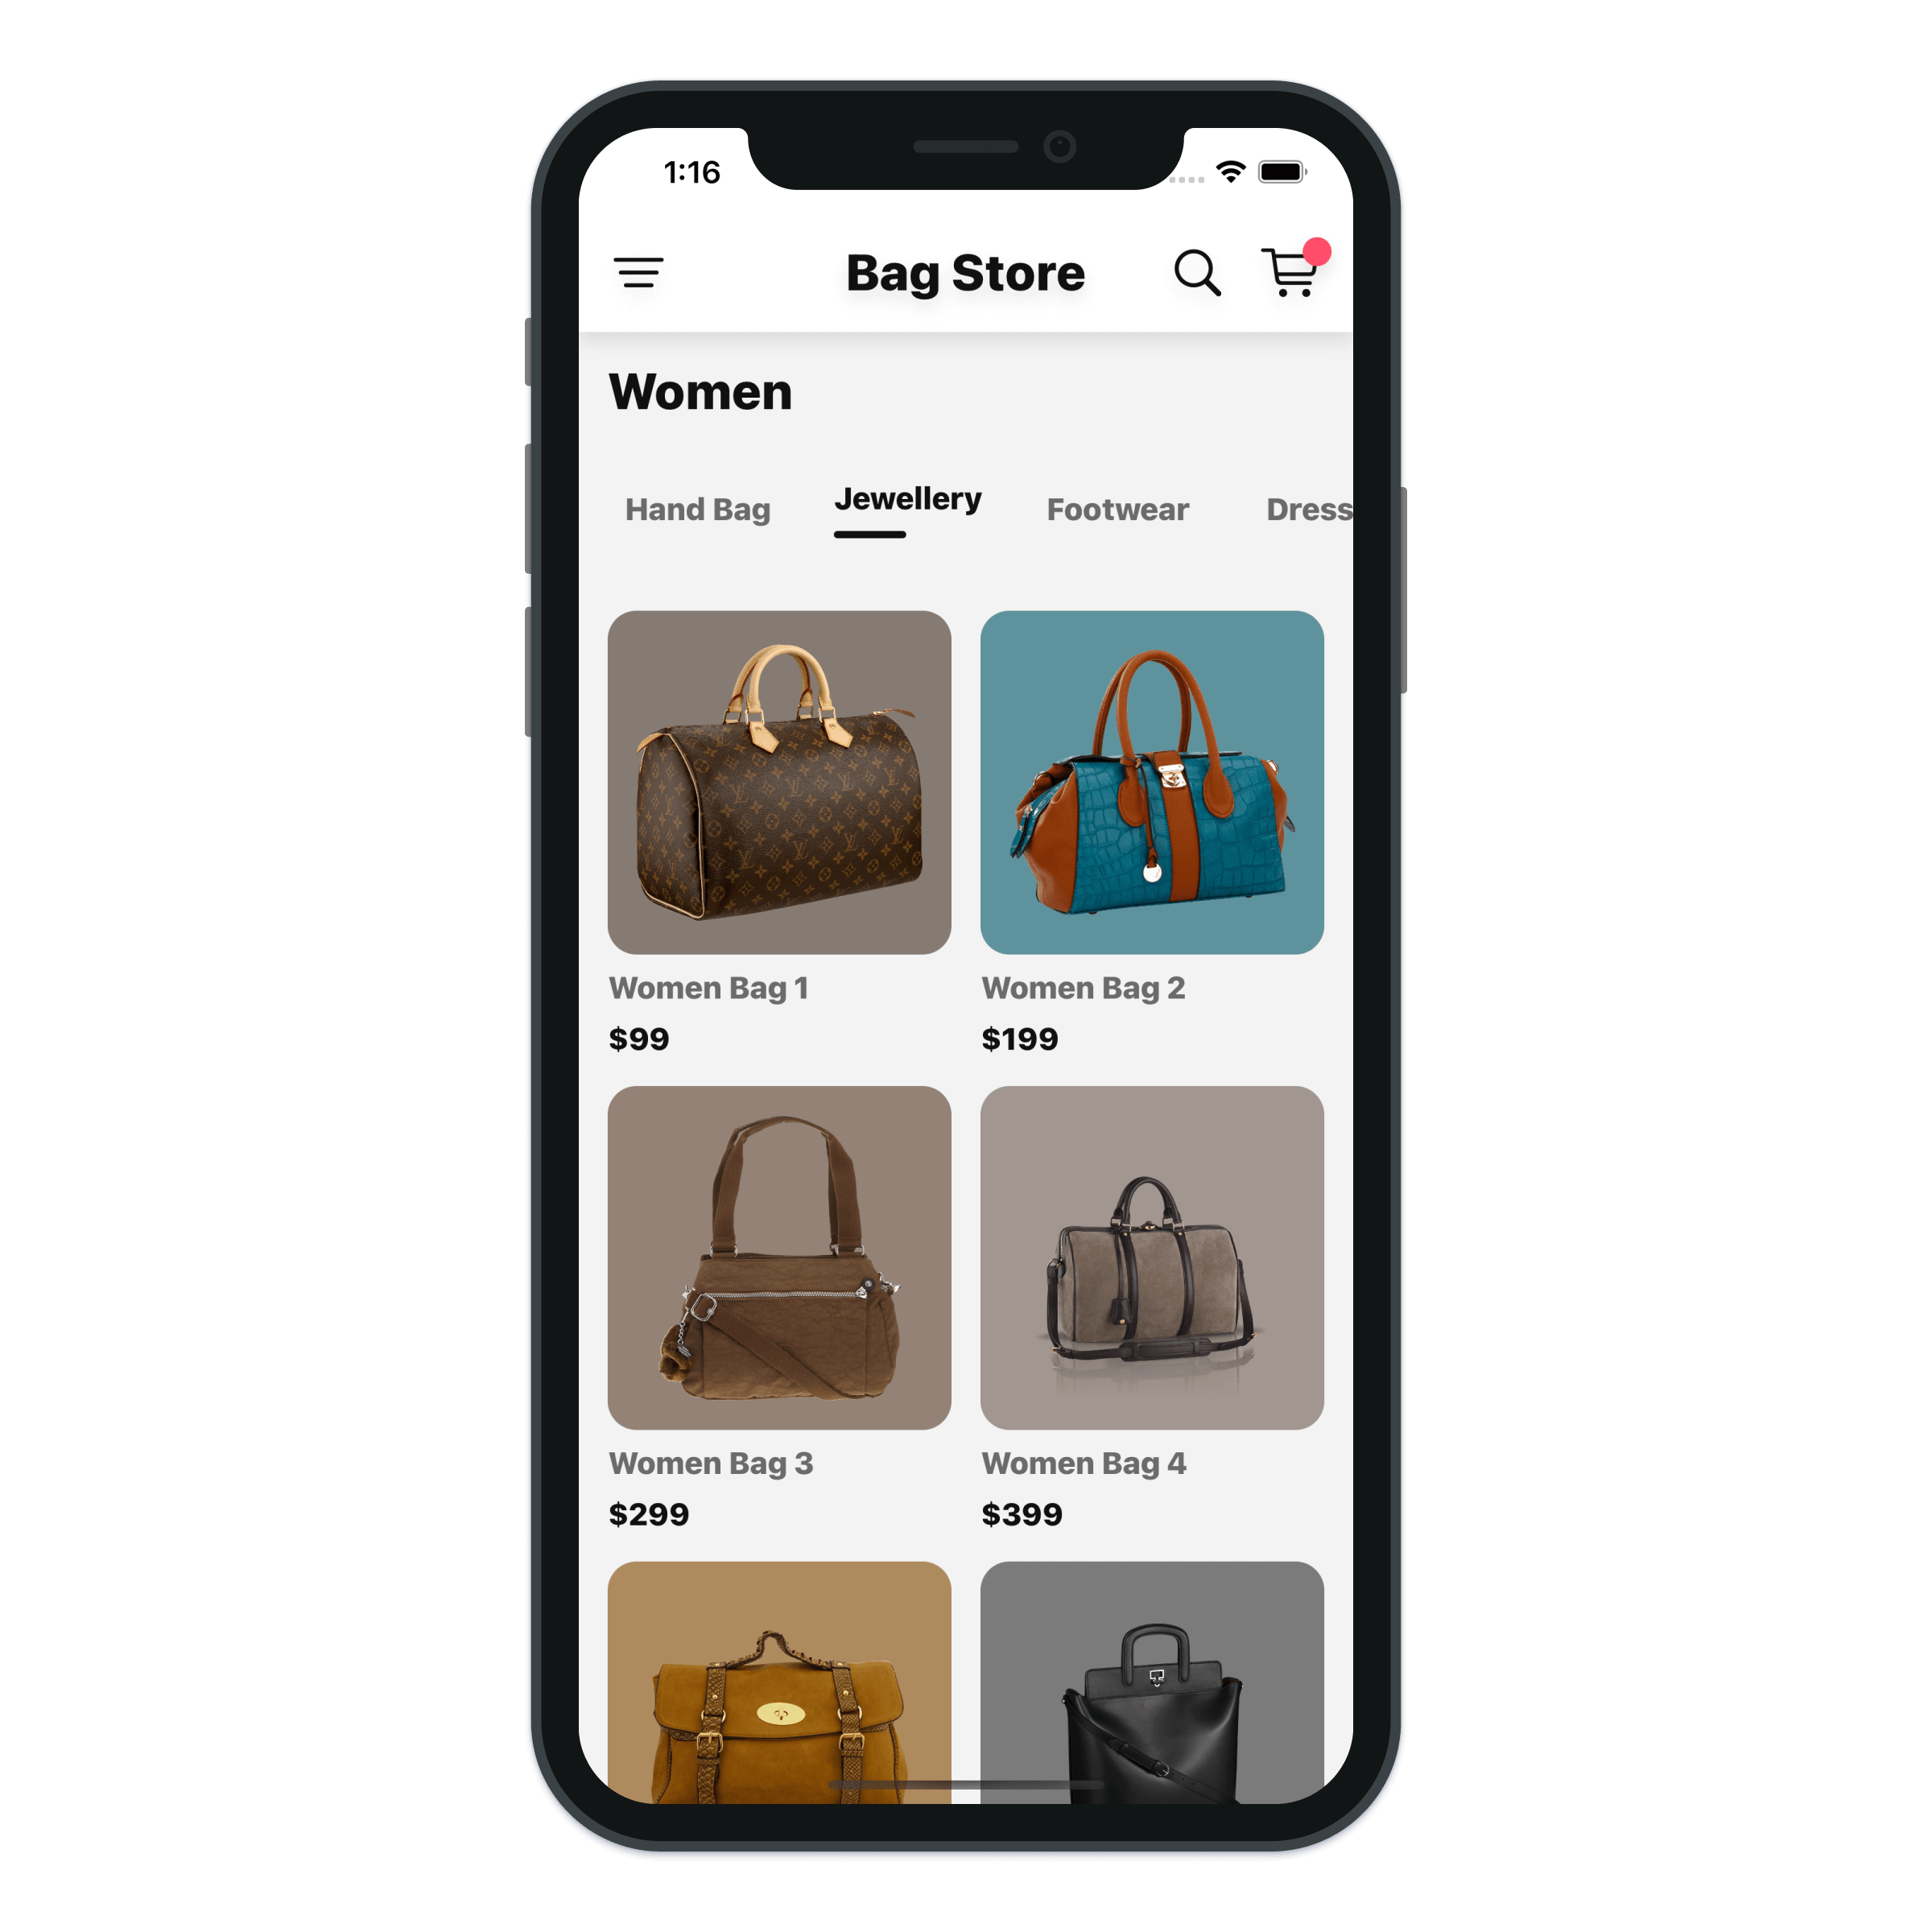 1:16
Bag Store
Women
Hand Bag Jewellery Footwear Dress
Women Bag 1 Women Bag 2
$99 $199
Women Bag 3 Women Bag 4
$299 $399